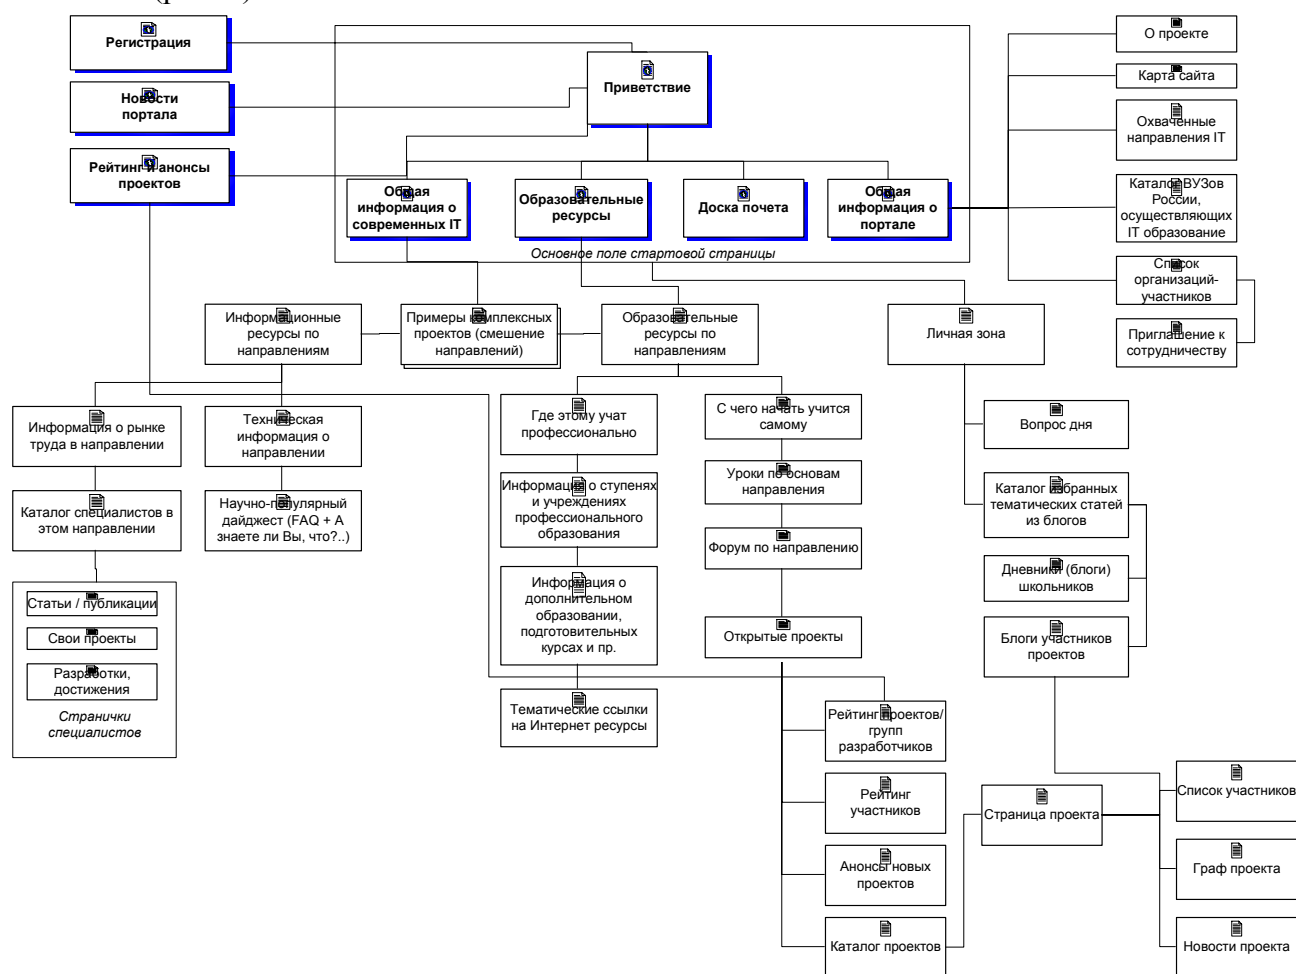 Регистрация
Новости
портала
Рейтинг и анонсы
проектов
Приветствие
Общая
информация о
современных IT
Образовательные
ресурсы
Доска почета
Общая
информация о
портале
Основное поле стартовой страницы
О проекте
Карта сайта
Охваченные
направления IT
Каталог ВУЗов
России,
осуществляющих
IT образование
Список
организаций-
участников
Приглашение к
сотрудничеству
Информационные
ресурсы по
направлениям
Примеры комплексных
проектов (смешение
направлений)
Образовательные
ресурсы по
направлениям
Личная зона
Информация о рынке
труда в направлении
Техническая
информация о
направлении
Где этому учат
профессионально
С чего начать учится
самому
Вопрос дня
Каталог специалистов в
этом направлении
Научно-популярный
дайджест (FAQ + А
знаете ли Вы, что?..)
Информация о ступенях
и учреждениях
профессионального
образования
Уроки по основам
направления
Каталог избранных
тематических статей
из блогов
Форум по направлению
Дневники (блоги)
школьников
Статьи / публикации
Свои проекты
Разработки,
достижения
Странички
специалистов
Информация о
дополнительном
образовании,
подготовительных
курсах и пр.
Открытые проекты
Блоги участников
проектов
Тематические ссылки
на Интернет ресурсы
Рейтинг проектов/
групп
разработчиков
Рейтинг
участников
Страница проекта
Список участников
Анонсы новых
проектов
Граф проекта
Каталог проектов
Новости проекта